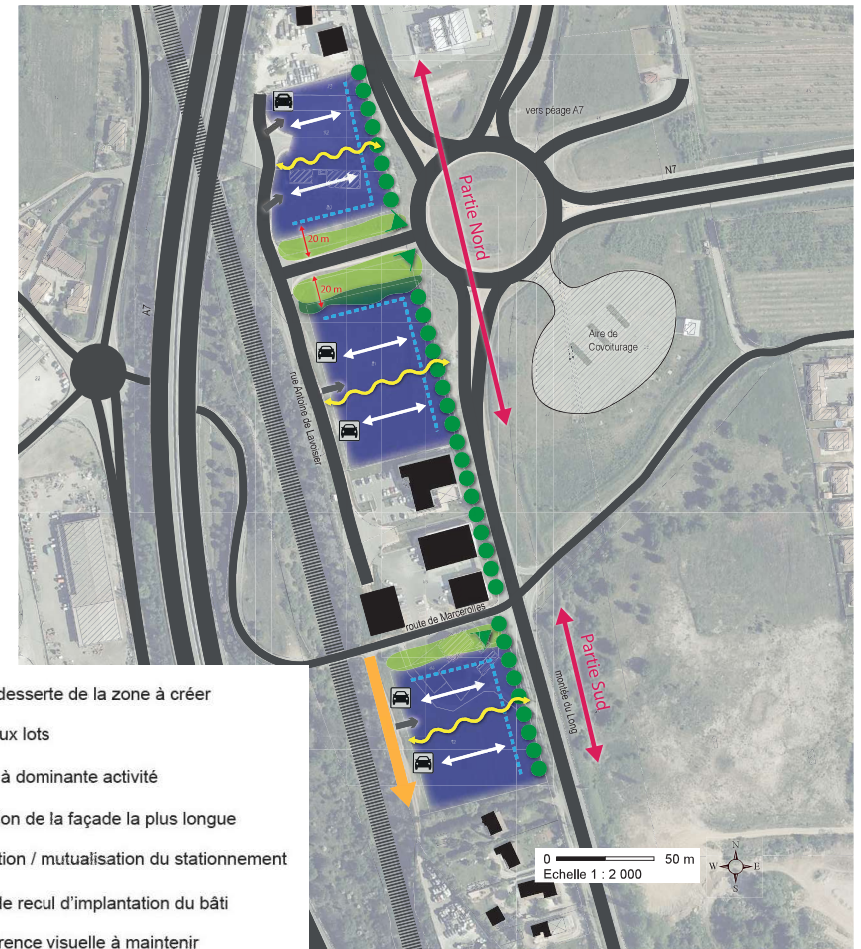 vers péage A7
N7
Partie Nord
20 m
20 m
A7
Aire de
Covoiturage
rue Antoine de Lavoisier
route de Marcerolles
Partie Sud
montée du Long
desserte de la zone à créer
ux lots
à dominante activité
on de la façade la plus longue
tion / mutualisation du stationnement
le recul d'implantation du bâti
rence visuelle à maintenir
0 50 m
Echelle 1 : 2 000
N
W E
S